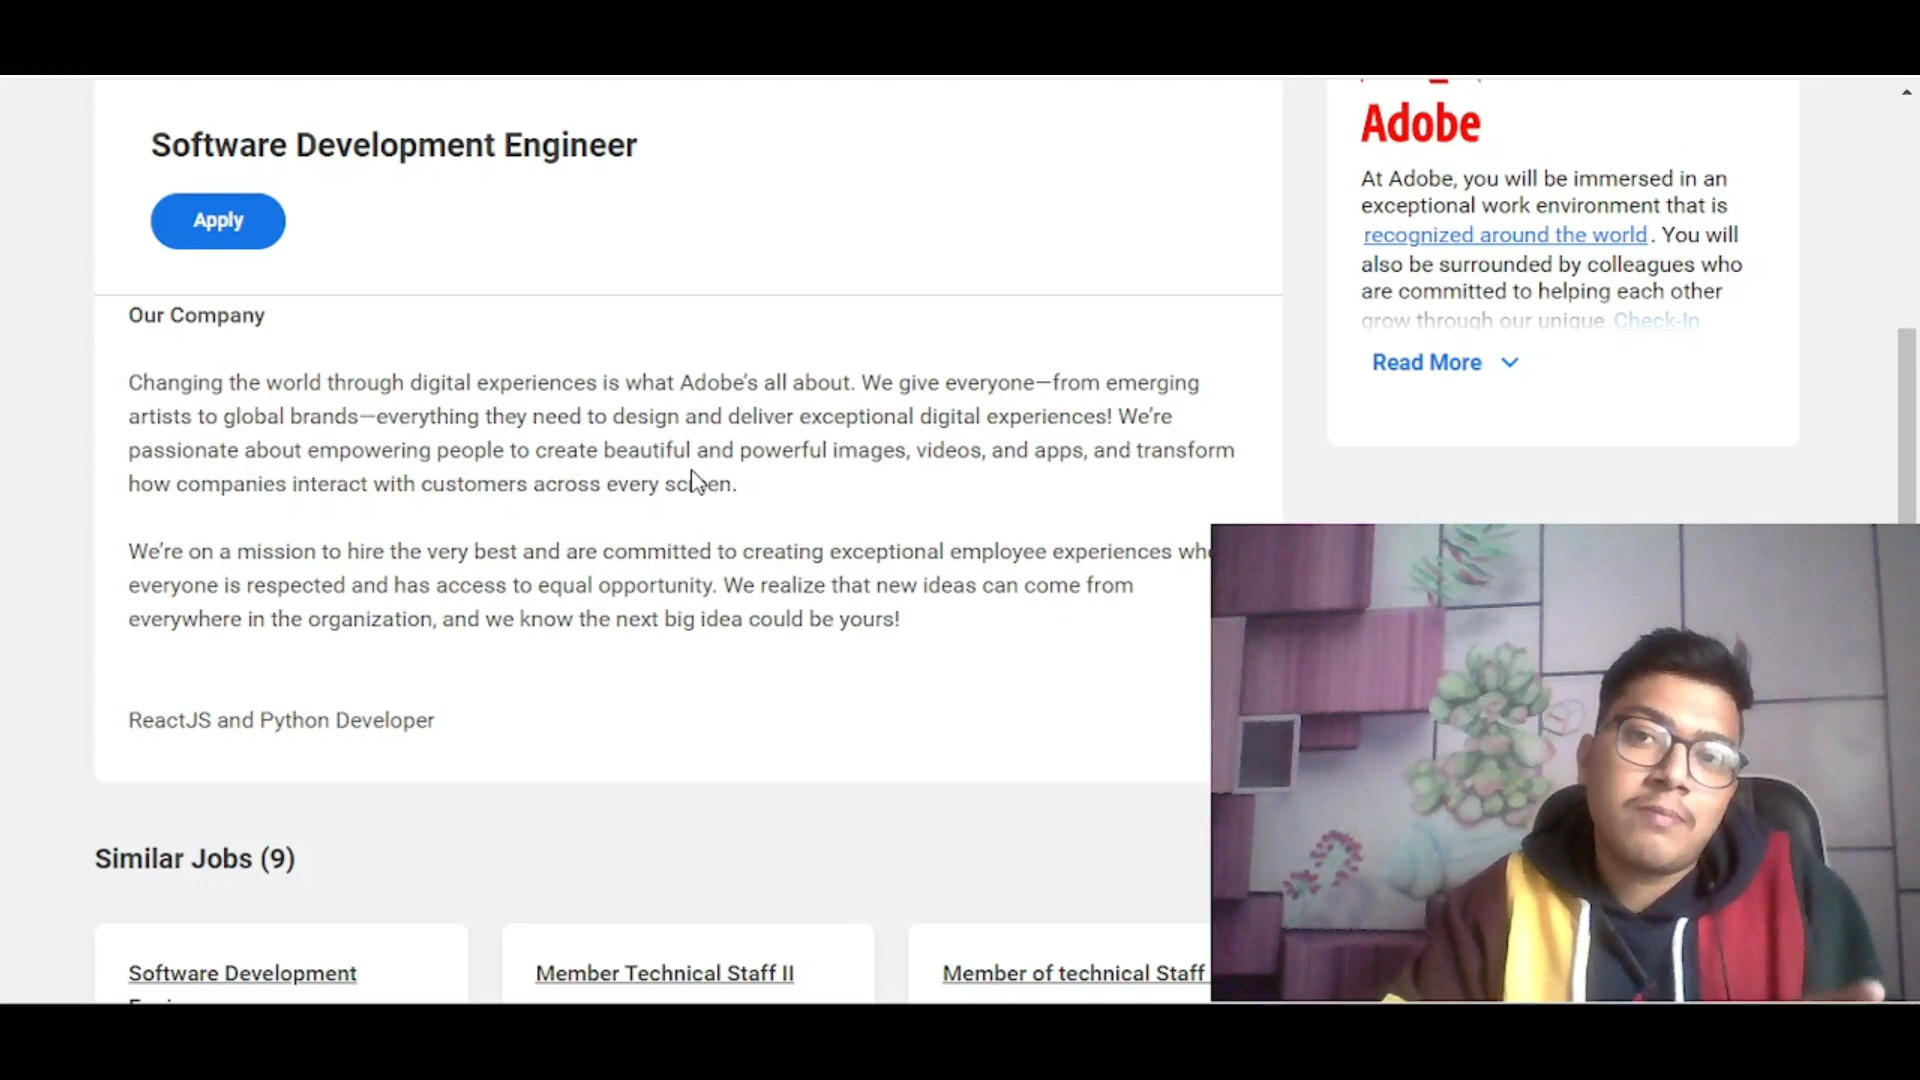 Software Development Engineer
Apply
Our Company
Changing the world through digital experiences is what Adobe's all about. We give everyone—from emerging
artists to global brands—everything they need to design and deliver exceptional digital experiences! We're
passionate about empowering people to create beautiful and powerful images, videos, and apps, and transform
how companies interact with customers across every screen.
We're on a mission to hire the very best and are committed to creating exceptional employee experiences
everyone is respected and has access to equal opportunity. We realize that new ideas can come from
everywhere in the organization, and we know the next big idea could be yours!
ReactJS and Python Developer
Similar Jobs (9)
Software Development
Member Technical Staff II
Member of technical Staff
Adobe
At Adobe, you will be immersed in an
exceptional work environment that is
recognized around the world. You will
also be surrounded by colleagues who
are committed to helping each other
grow through our unique Check-In
Read More